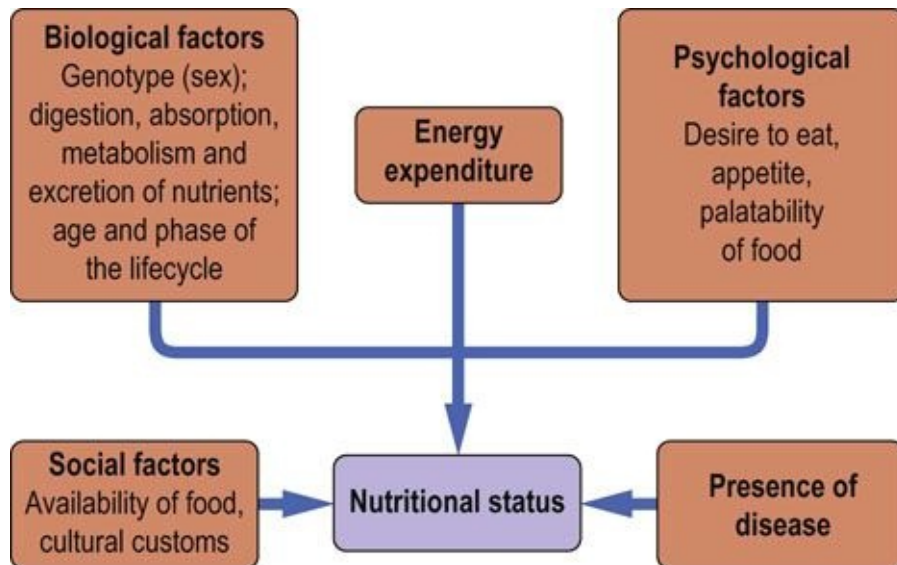 Biological factors
Genotype (sex);
digestion, absorption,
metabolism and
excretion of nutrients;
age and phase of
the lifecycle
Energy
expenditure
Psychological
factors
Desire to eat,
appetite,
palatability
of food
Social factors
Availability of food,
cultural customs
Nutritional status
Presence of
disease